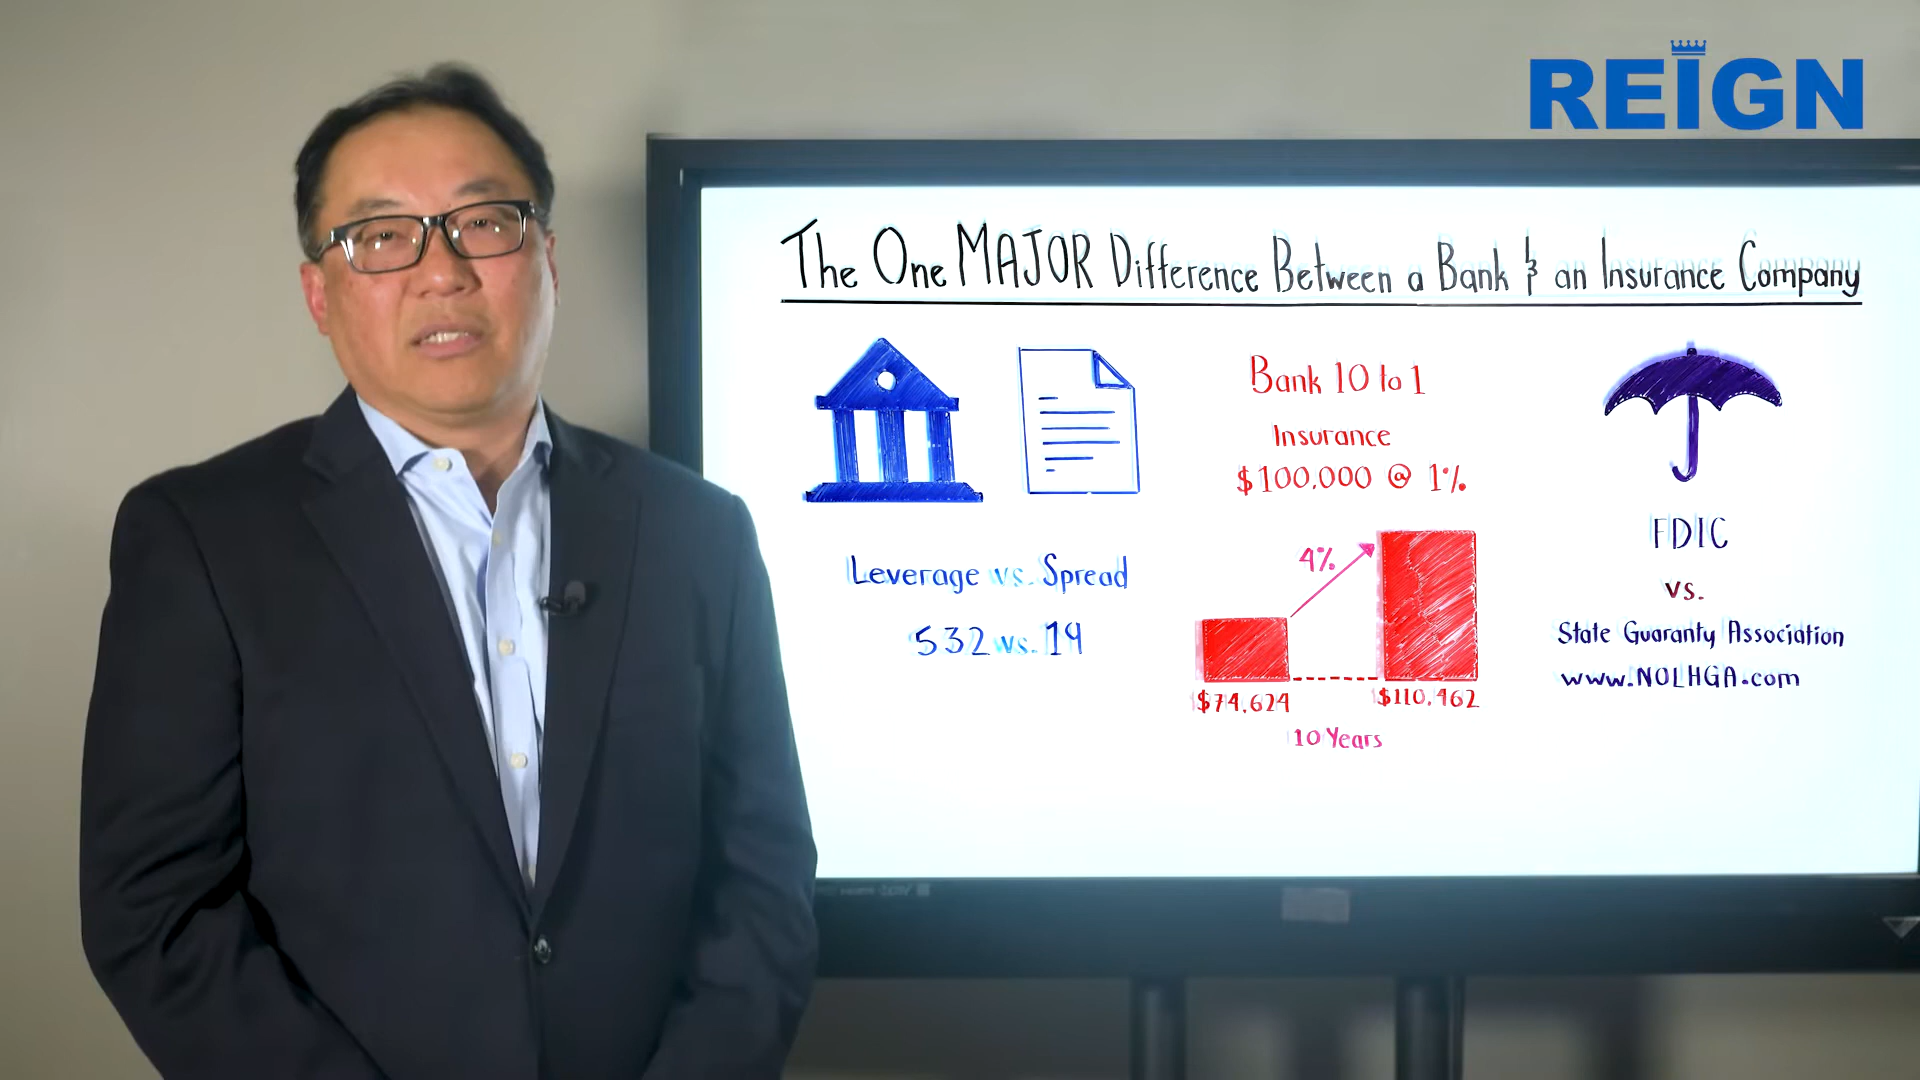 REIGN
The One MAJOR Difference Between a Bank & an Insurance Company
Leverage vs. Spread
532 vs. 19
Bank 10 to 1
Insurance
$100,000 @ 1%
4%
$74,624
$110,462
10 Years
FDIC
vs.
State Guaranty Association
www.NOLHGA.com